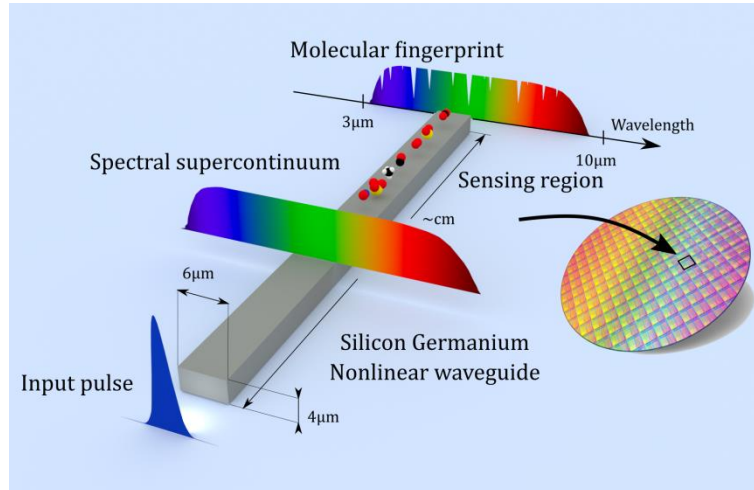 Molecular fingerprint
3μm
Wavelength
10μm
Spectral supercontinuum
Sensing region
~cm
6μm
Silicon Germanium
Nonlinear waveguide
Input pulse
4μm